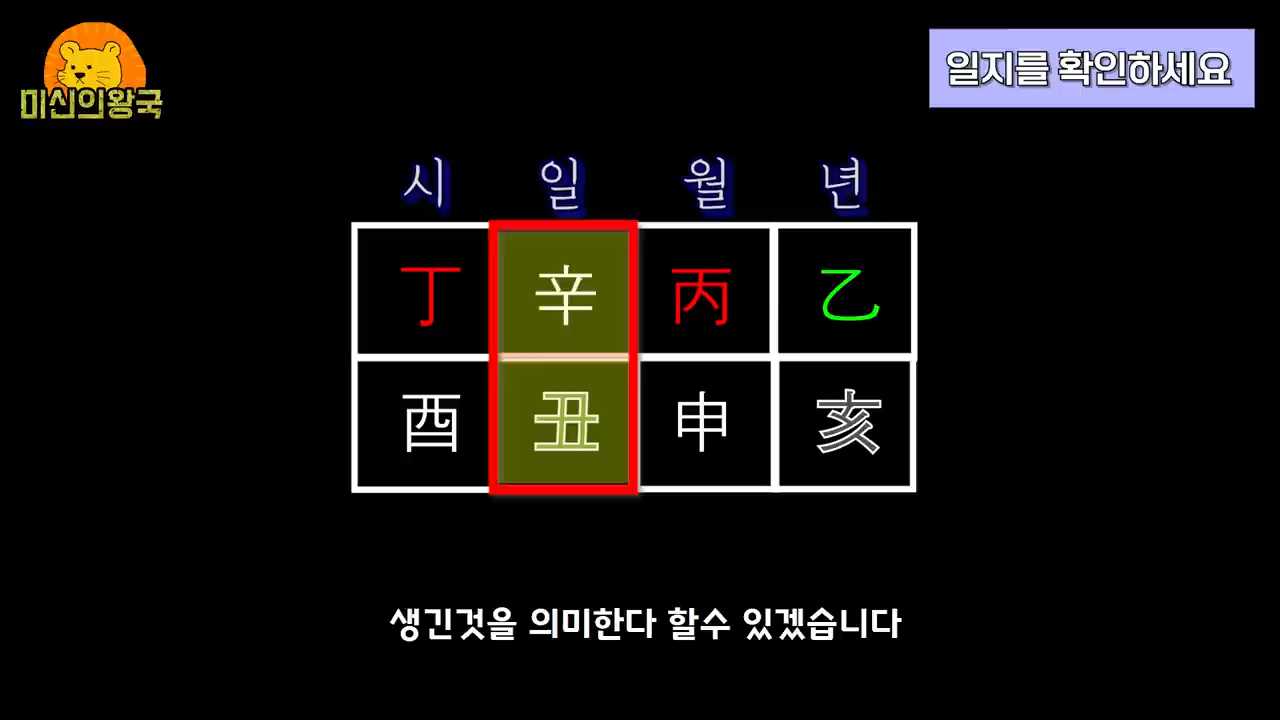 미신의왕국
일지를 확인하세요
시 일 월 년
丁 辛 丙 乙
酉 丑 申 亥
생긴것을 의미한다 할수 있겠습니다